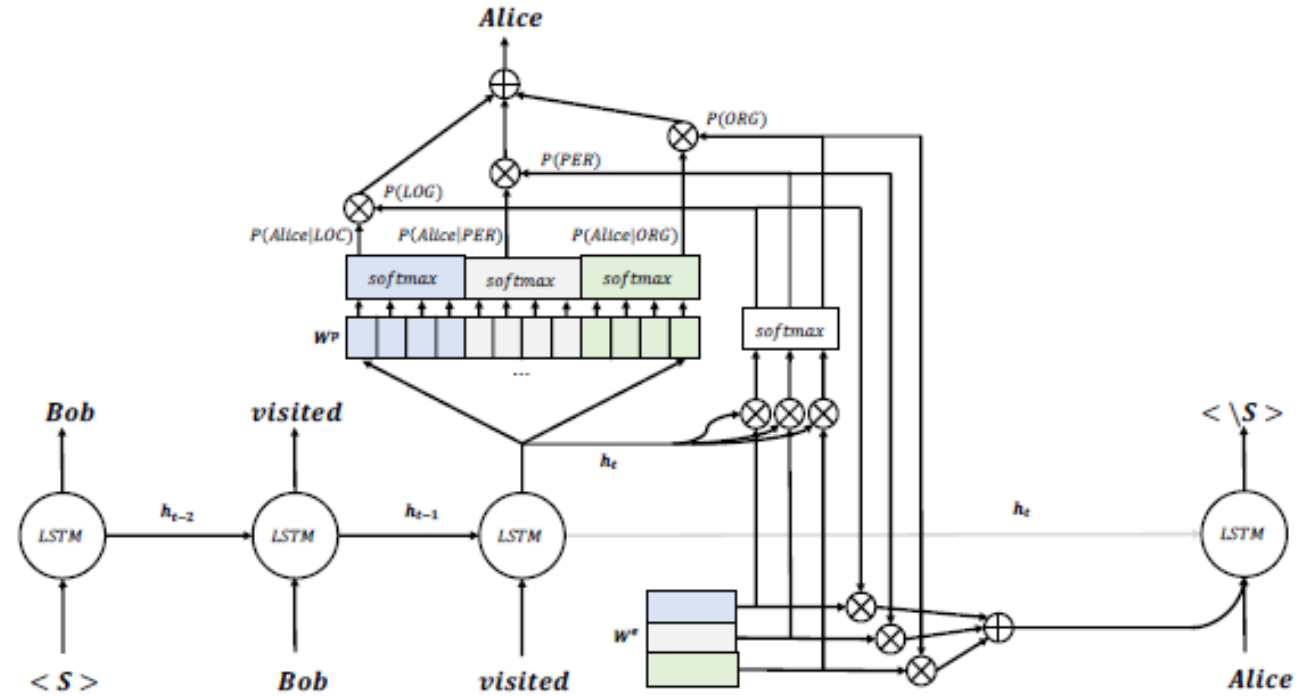 Alice
P(ORG)
P(PER)
P(LOG)
P(Alice|LOC) P(Alice|PER) P(Alice|ORG)
softmax softmax softmax
W^p
softmax
...
Bob visited <\S>
h_t
h_{t-2} h_{t-1} h_t
LSTM LSTM LSTM LSTM
W^e
<S> Bob visited Alice